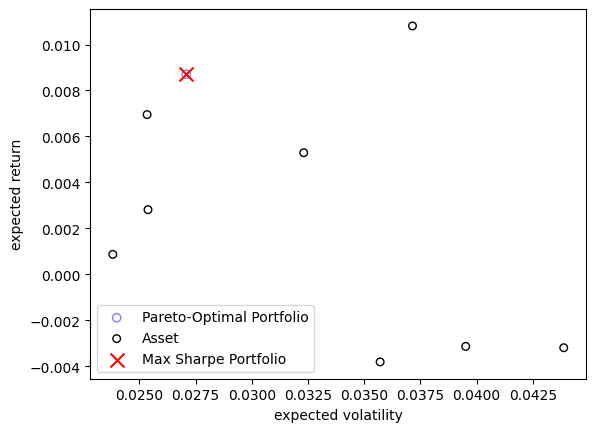 0.010
0.008
0.006
0.004
0.002
0.000
−0.002
−0.004
expected return
Pareto-Optimal Portfolio
Asset
Max Sharpe Portfolio
0.0250 0.0275 0.0300 0.0325 0.0350 0.0375 0.0400 0.0425
expected volatility